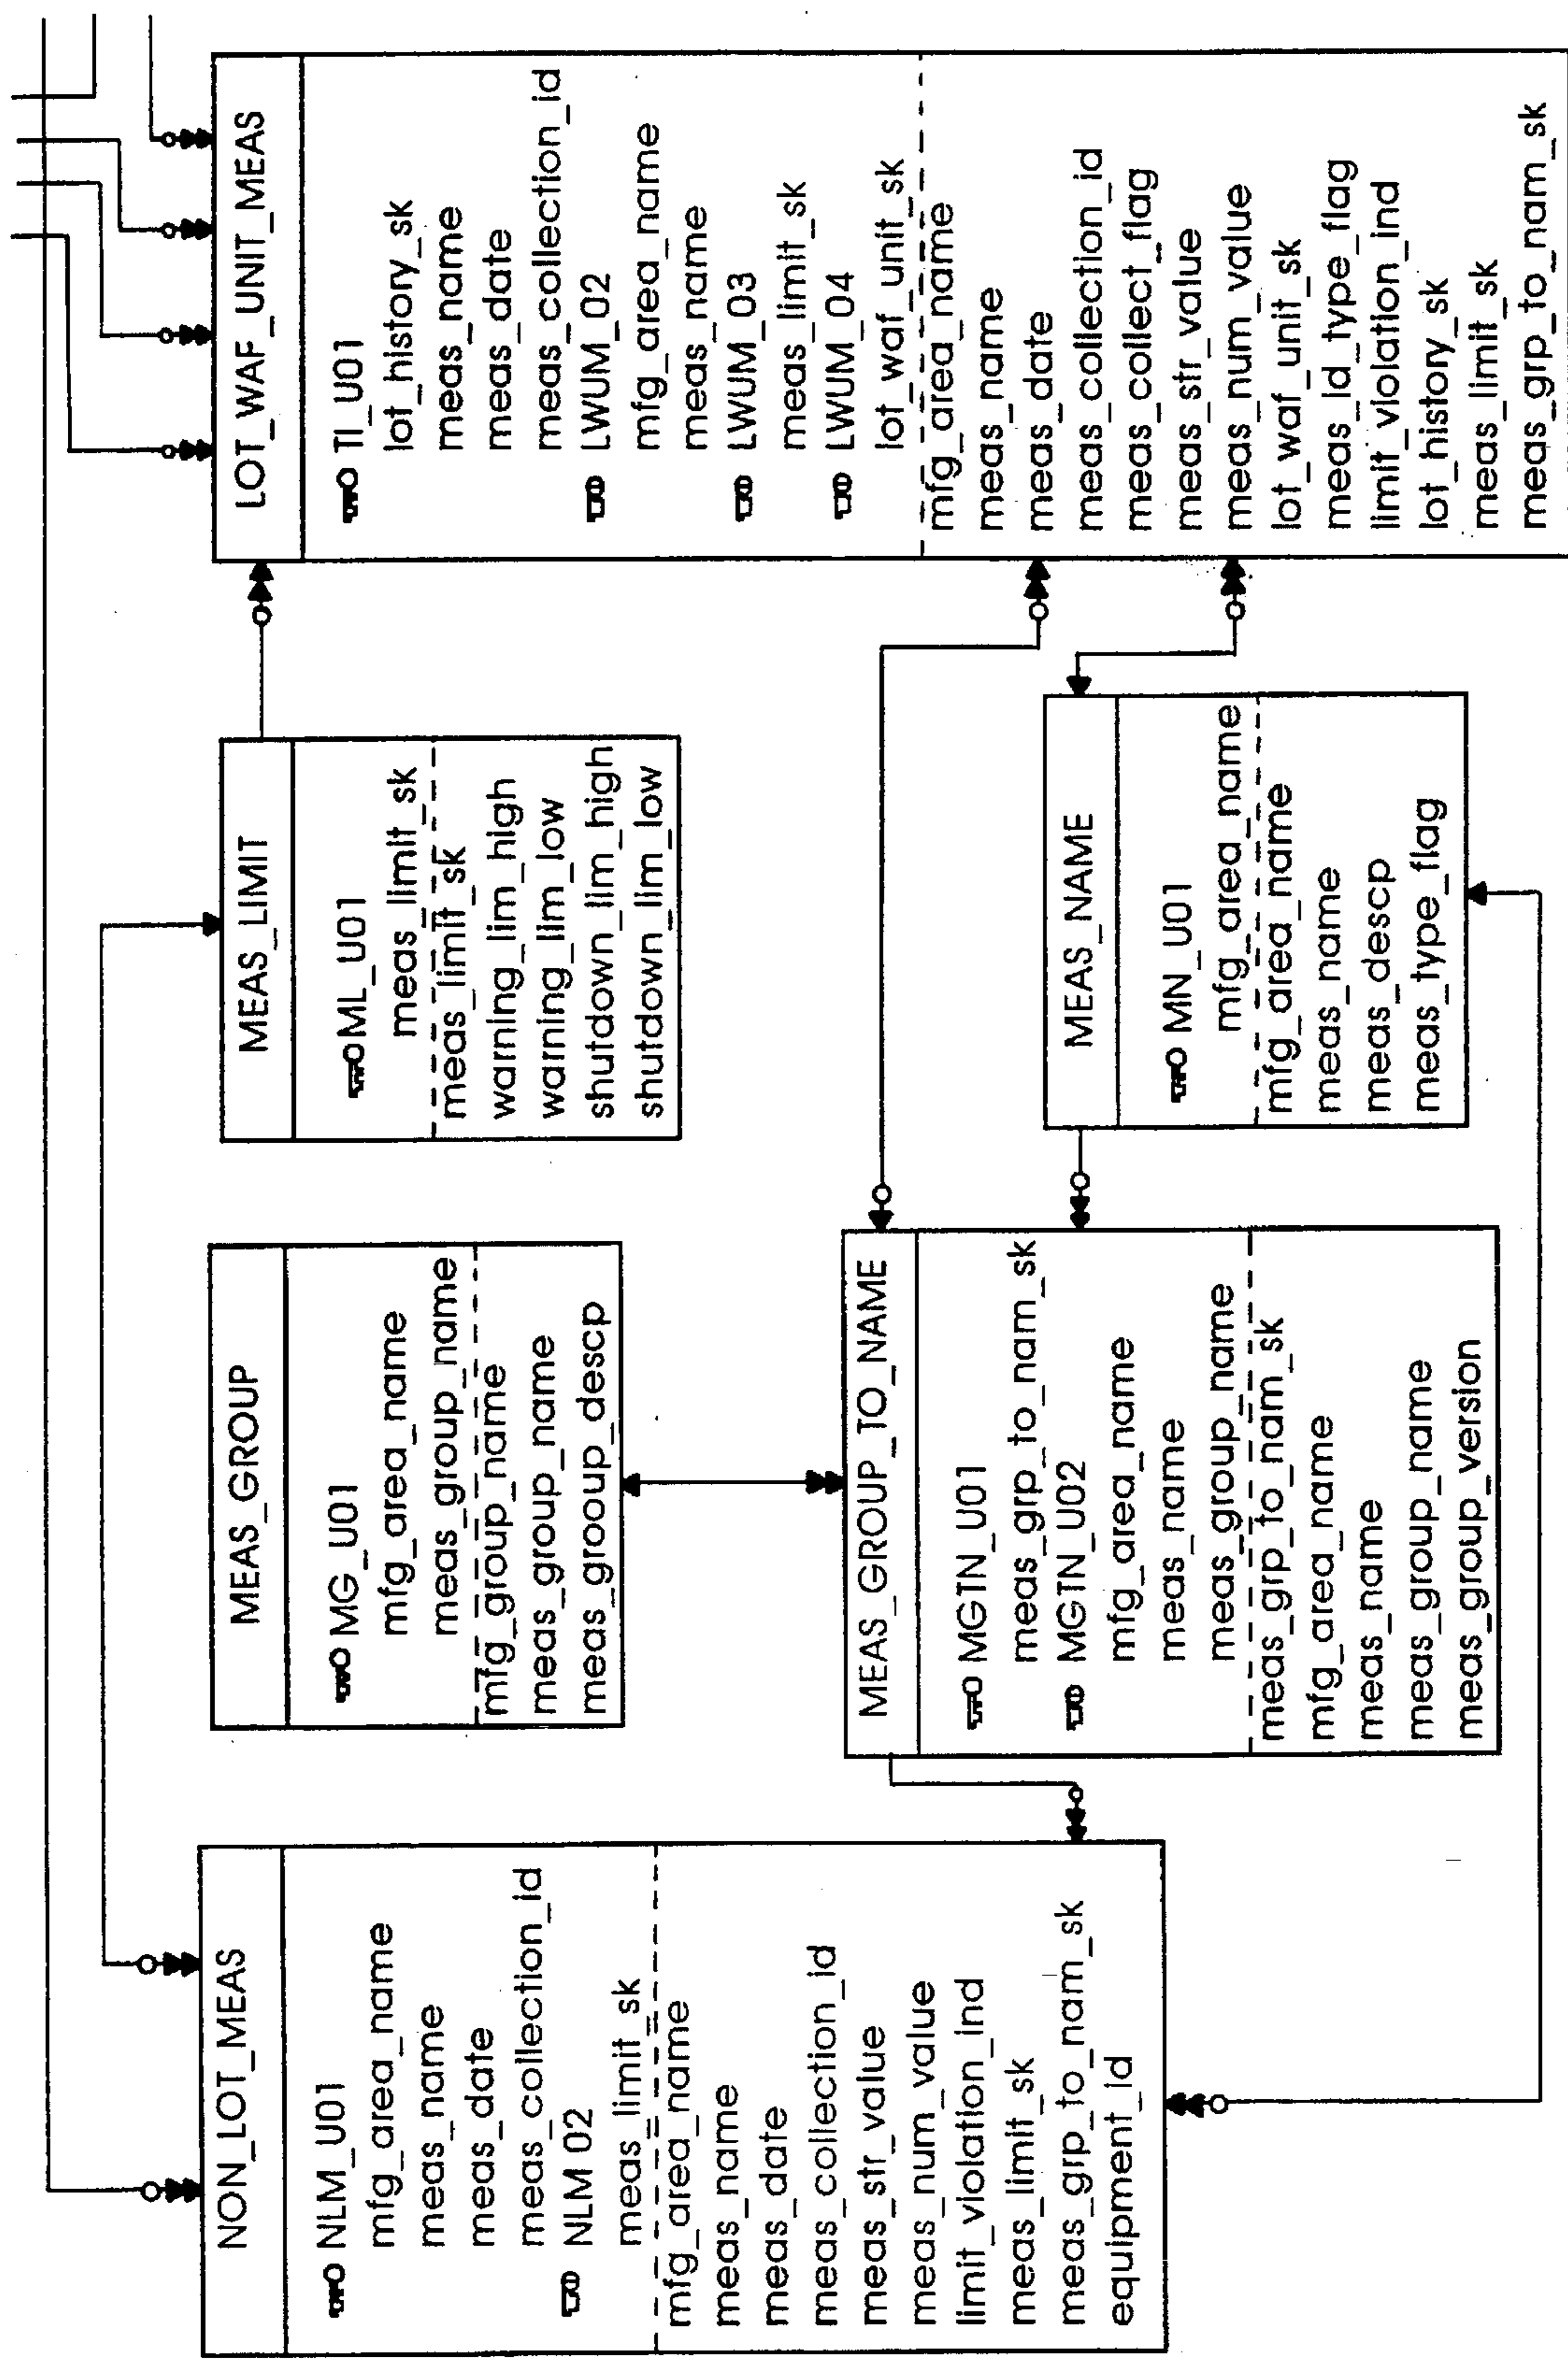 NON_LOT_MEAS
NLM_U01
mfg_area_name
meas_name
meas_date
meas_collection_id
NLM 02
meas_limit_sk
mfg_area_name
meas_name
meas_date
meas_collection_id
meas_str_value
meas_num_value
limit_violation_ind
meas_limit_sk
meas_grp_to_nam_sk
equipment_id
MEAS_GROUP
MG_U01
mfg_area_name
meas_group_name
mfg_group_name
meas_group_name
meas_grooup_descp
MEAS_GROUP_TO_NAME
MGTN_U01
meas_grp_to_nam_sk
MGTN_U02
mfg_area_name
meas_name
meas_group_name
meas_grp_to_nam_sk
mfg_area_name
meas_name
meas_group_name
meas_group_version
MEAS_LIMIT
ML_U01
meas_limit_sk
meas_limit_sk
warning_lim_high
warning_lim_low
shutdown_lim_high
shutdown_lim_low
MEAS_NAME
MN_U01
mfg_area_name
mfg_area_name
meas_name
meas_descp
meas_type_flag
LOT_WAF_UNIT_MEAS
TI_U01
lot_history_sk
meas_name
meas_date
meas_collection_id
LWUM_02
mfg_area_name
meas_name
LWUM_03
meas_limit_sk
LWUM_04
lot_waf_unit_sk
mfg_area_name
meas_name
meas_date
meas_collection_id
meas_collect_flag
meas_str_value
meas_num_value
lot_waf_unit_sk
meas_id_type_flag
limit_violation_ind
lot_history_sk
meas_limit_sk
meas_grp_to_nam_sk